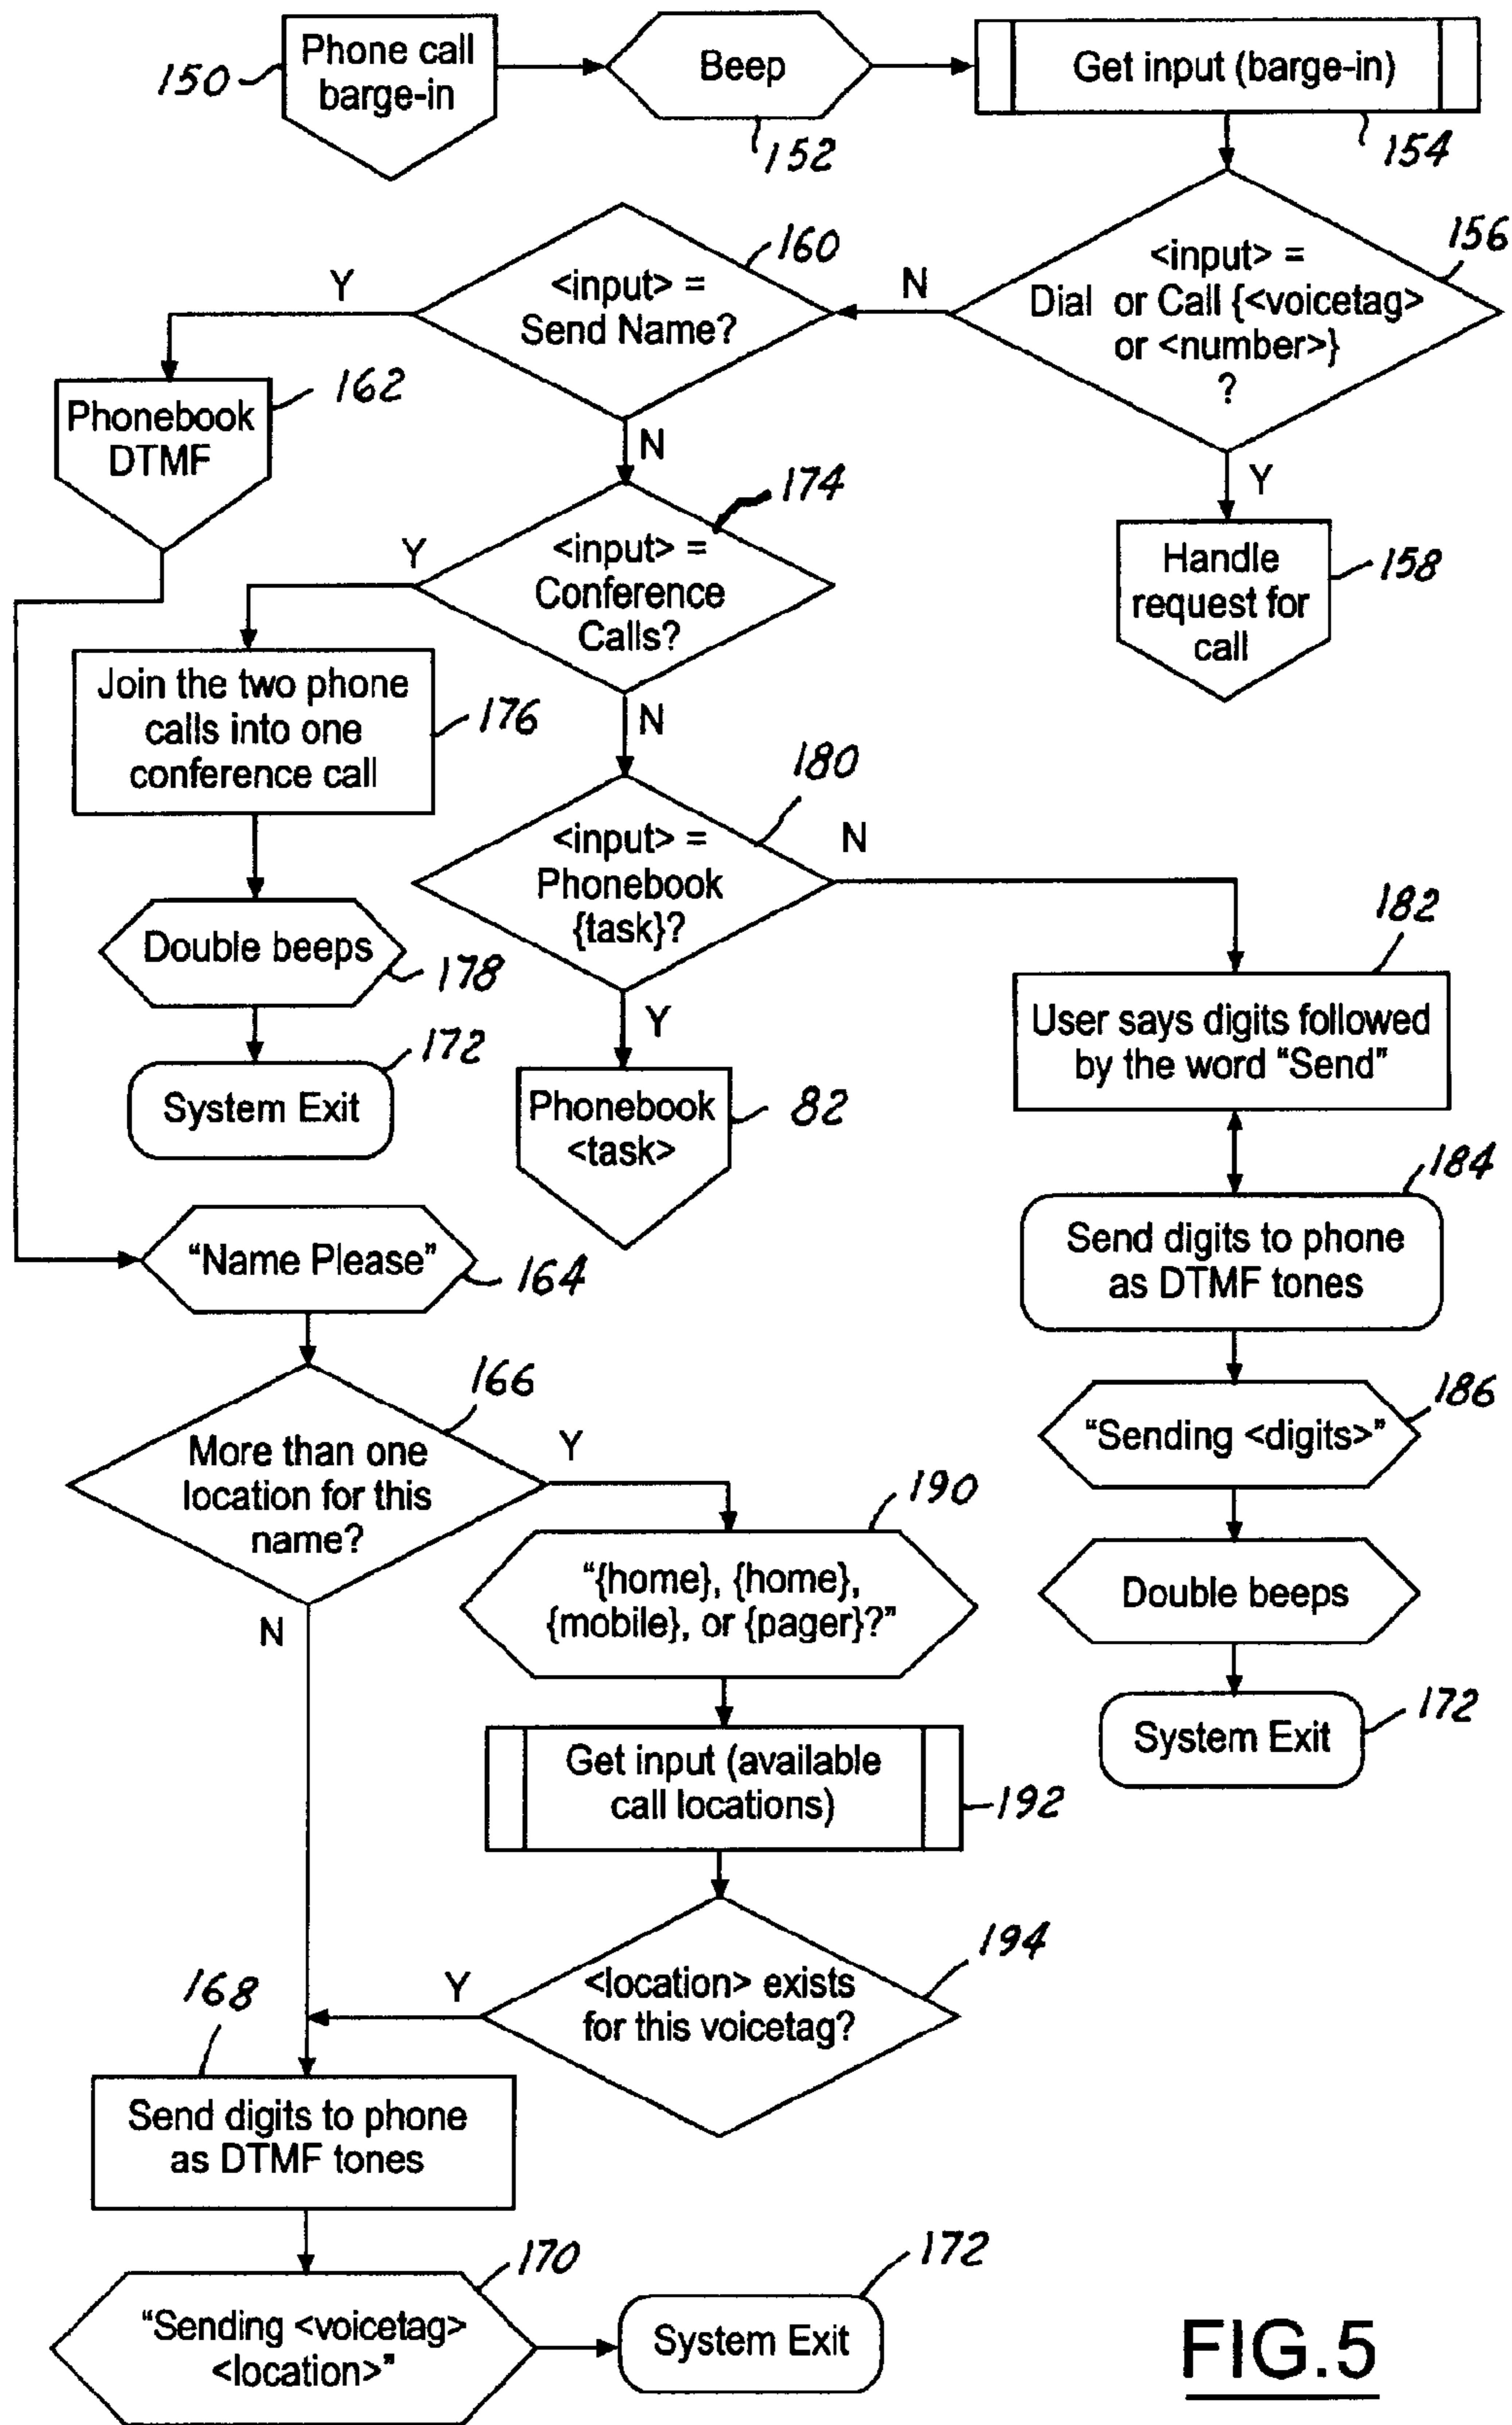 150
Phone call
barge-in
Beep
152
Get input (barge-in)
154
<input> =
Dial or Call {<voicetag>
or <number>}
?
156
N
Y
Handle
request for
call
158
<input> =
Send Name?
160
Y
N
Phonebook
DTMF
162
<input> =
Conference
Calls?
174
Y
N
Join the two phone
calls into one
conference call
176
Double beeps
178
System Exit
172
<input> =
Phonebook
{task}?
180
N
Y
Phonebook
<task>
82
User says digits followed
by the word “Send”
182
Send digits to phone
as DTMF tones
184
“Sending <digits>”
186
Double beeps
System Exit
172
“Name Please”
164
More than one
location for this
name?
166
Y
N
“{home}, {home},
{mobile}, or {pager}?”
190
Get input (available
call locations)
192
<location> exists
for this voicetag?
194
Y
168
Send digits to phone
as DTMF tones
“Sending <voicetag>
<location>”
170
System Exit
172
FIG.5